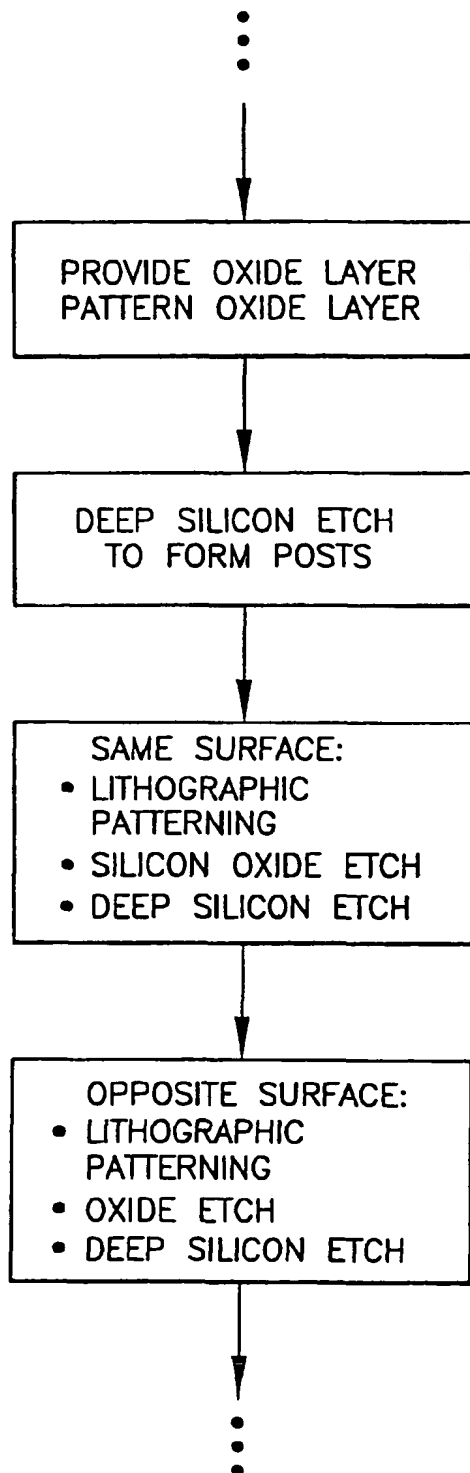 PROVIDE OXIDE LAYER
PATTERN OXIDE LAYER
DEEP SILICON ETCH
TO FORM POSTS
SAME SURFACE:
• LITHOGRAPHIC
PATTERNING
• SILICON OXIDE ETCH
• DEEP SILICON ETCH
OPPOSITE SURFACE:
• LITHOGRAPHIC
PATTERNING
• OXIDE ETCH
• DEEP SILICON ETCH